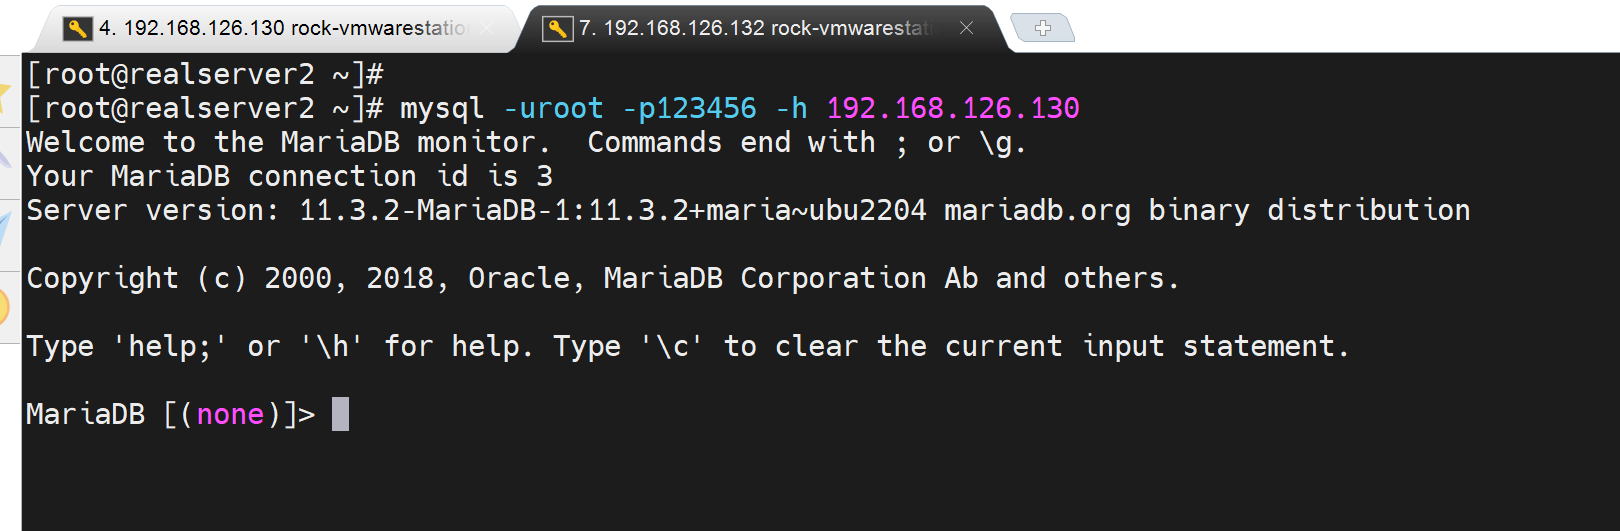 4. 192.168.126.130 rock-vmwarestatio
7. 192.168.126.132 rock-vmwarestati
[root@realserver2 ~]#
[root@realserver2 ~]# mysql -uroot -p123456 -h 192.168.126.130
Welcome to the MariaDB monitor.  Commands end with ; or \g.
Your MariaDB connection id is 3
Server version: 11.3.2-MariaDB-1:11.3.2+maria~ubu2204 mariadb.org binary distribution
Copyright (c) 2000, 2018, Oracle, MariaDB Corporation Ab and others.
Type 'help;' or '\h' for help. Type '\c' to clear the current input statement.
MariaDB [(none)]>